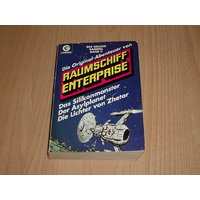 Die Original-Abenteuer von
RAUMSCHIFF
ENTERPRISE
Das Silikonmonster
Der Asylplanet
Die Lichter von Zhetar